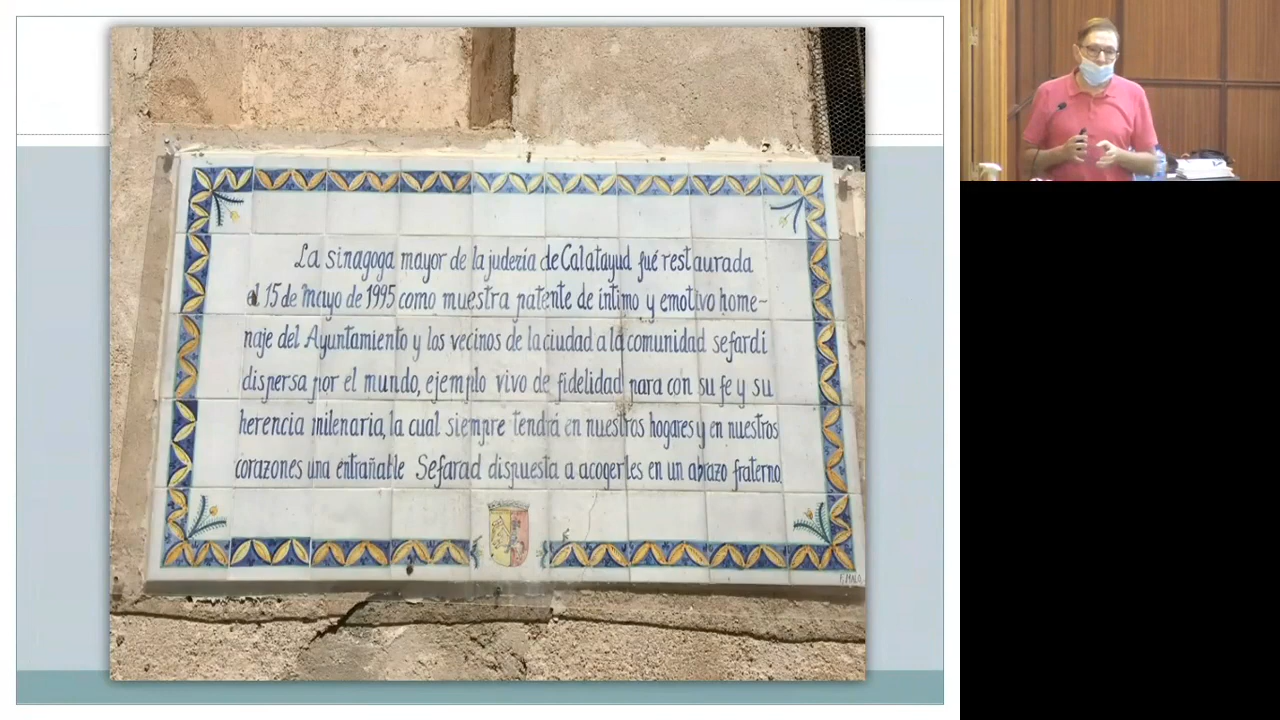 La sinagoga mayor de la judería de Calatayud fué restaurada
el 15 de mayo de 1995 como muestra patente de íntimo y emotivo home-
naje del Ayuntamiento y los vecinos de la ciudad a la comunidad sefardi
dispersa por el mundo, ejemplo vivo de fidelidad para con su fe y su
herencia milenaria, la cual siempre tendrá en nuestros hogares y en nuestros
corazones una entrañable Sefarad dispuesta a acogerles en un abrazo fraterno.
F. MALO